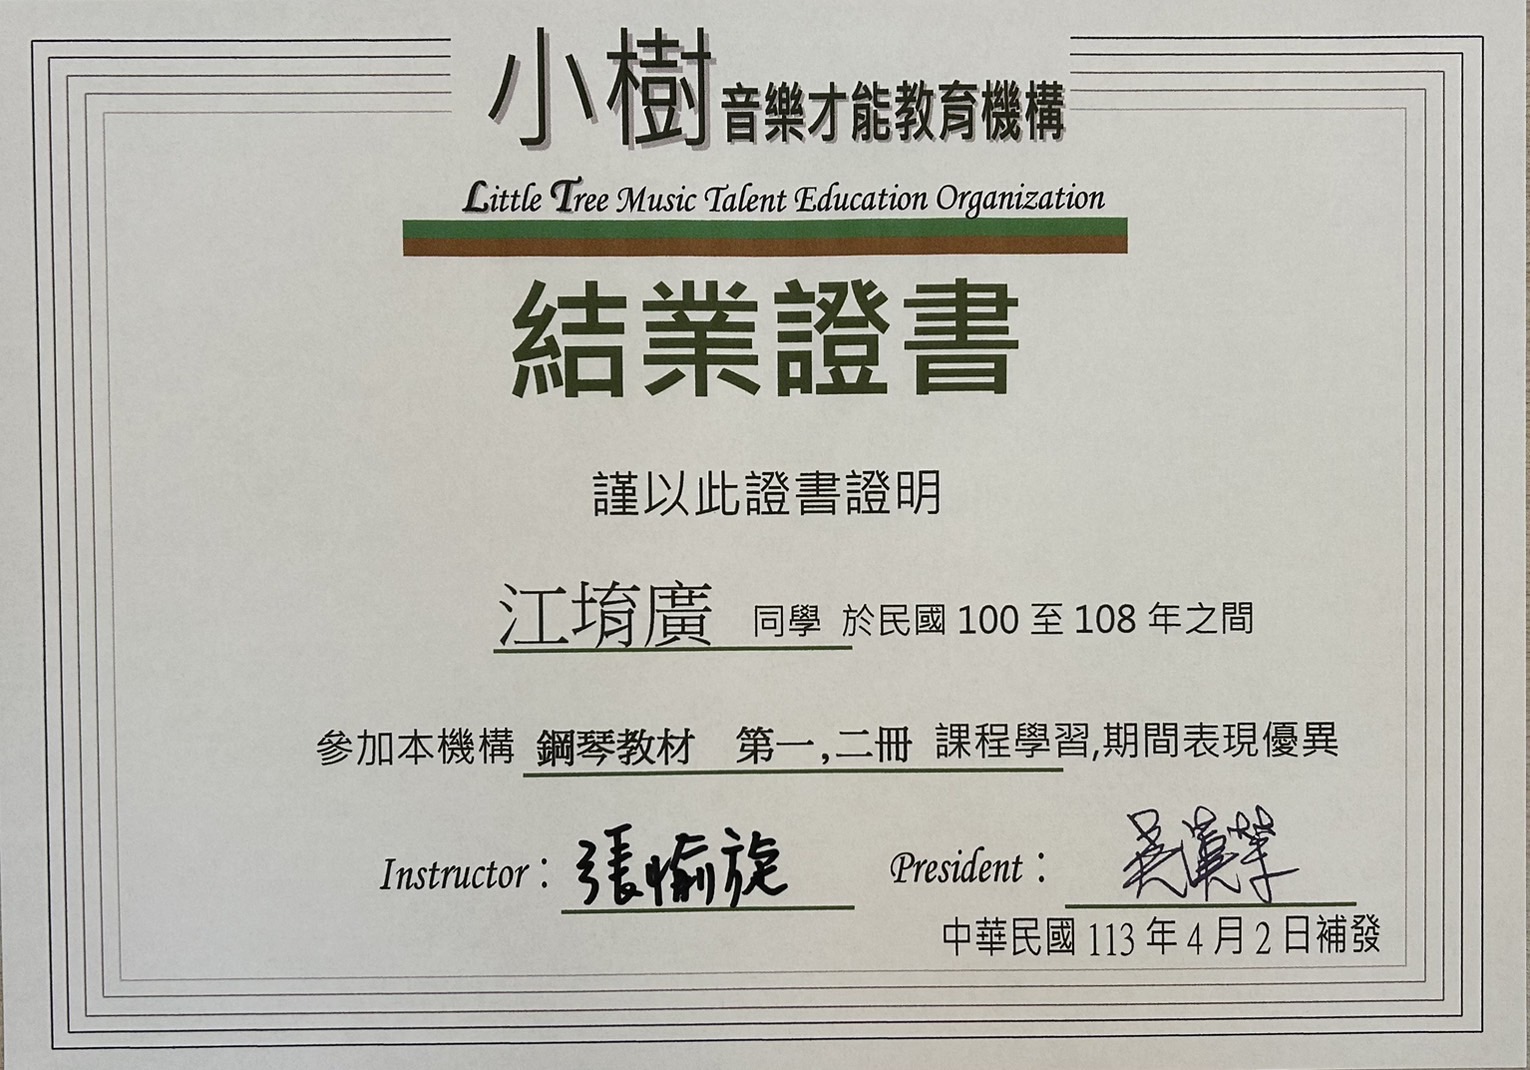 小樹音樂才能教育機構
Little Tree Music Talent Education Organization
結業證書
謹以此證書證明
江堉廣 同學 於民國 100 至 108 年之間
參加本機構 鋼琴教材 第一,二冊 課程學習,期間表現優異
Instructor： 張愉旋 President：
中華民國 113 年 4 月 2 日補發